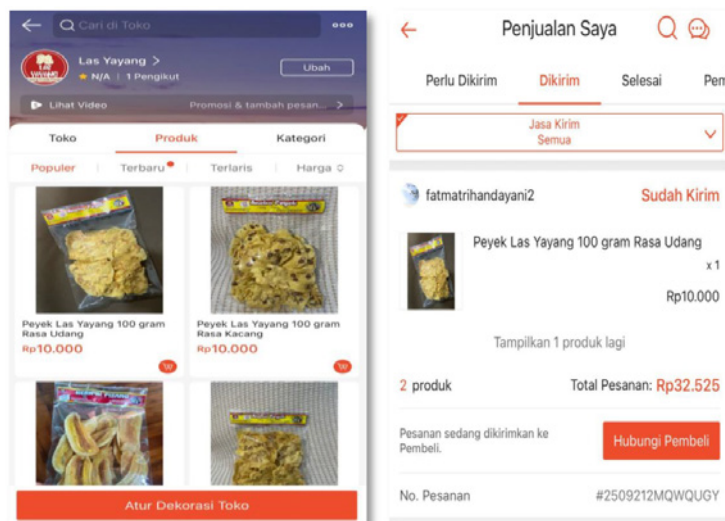 Cari di Toko
Las Yayang >
N/A | 1 Pengikut
Ubah
Lihat Video
Promosi & tambah pesan... >
Toko
Produk
Kategori
Populer
Terbaru
Terlaris
Harga
Peyek Las Yayang 100 gram
Rasa Udang
Rp10.000
Peyek Las Yayang 100 gram
Rasa Kacang
Rp10.000
Atur Dekorasi Toko
Penjualan Saya
Perlu Dikirim
Dikirim
Selesai
Pen
Jasa Kirim
Semua
fatmatrihandayani2
Sudah Kirim
Peyek Las Yayang 100 gram Rasa Udang
x 1
Rp10.000
Tampilkan 1 produk lagi
2 produk
Total Pesanan: Rp32.525
Pesanan sedang dikirimkan ke
Pembeli.
Hubungi Pembeli
No. Pesanan
#2509212MQWQUGY